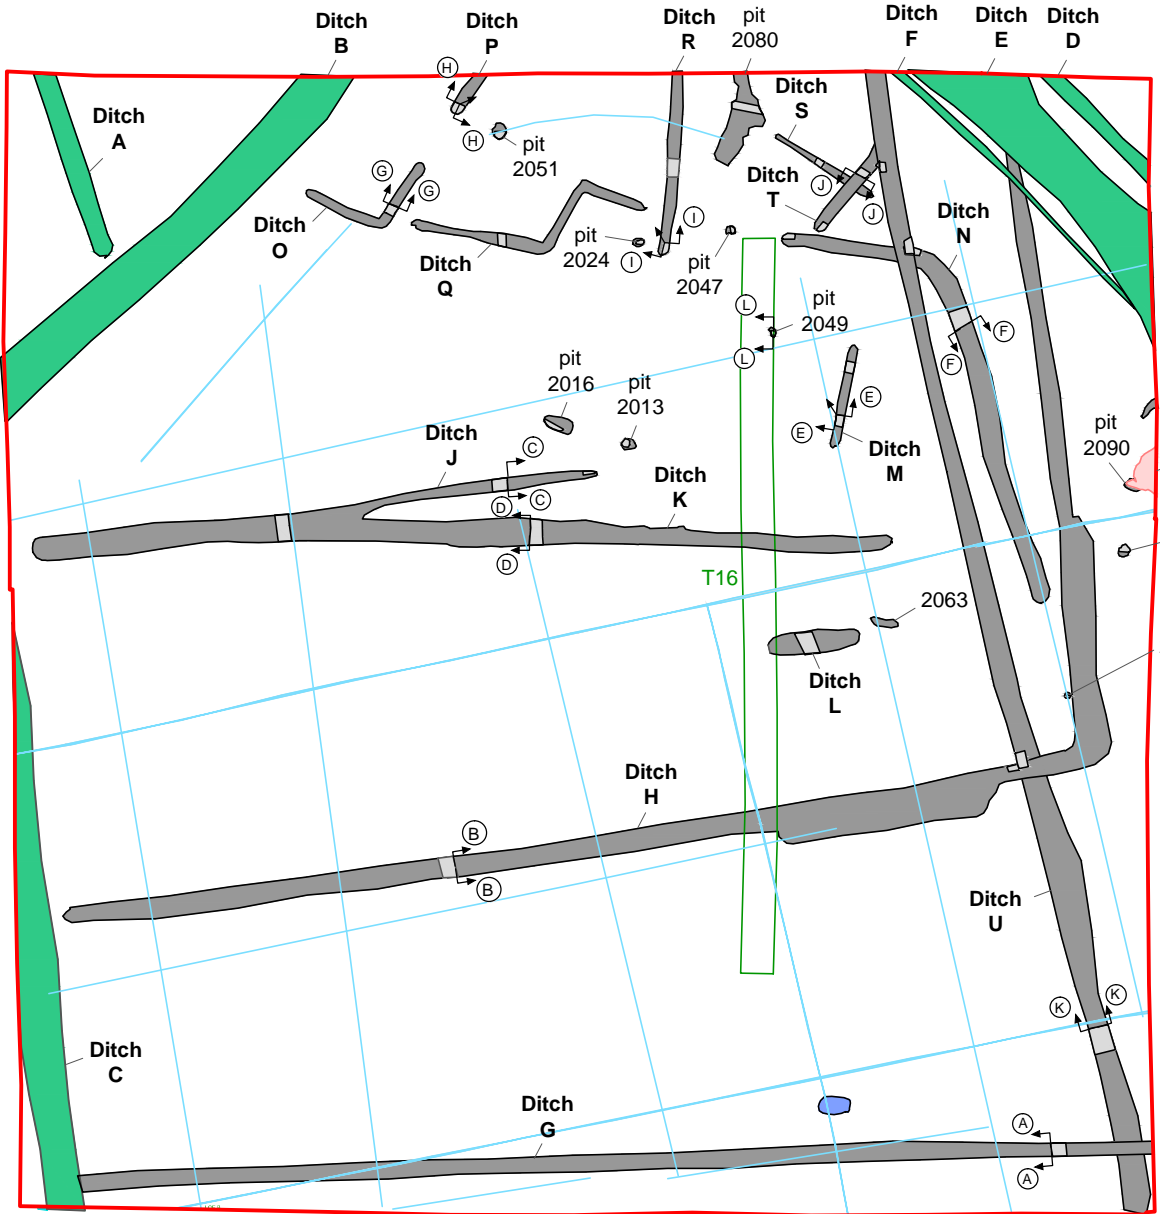 Ditch
B
Ditch
P
Ditch
R
pit
2080
Ditch
F
Ditch
E
Ditch
D
Ditch
A
H
H
pit
2051
Ditch
S
G
G
J
J
Ditch
T
Ditch
O
Ditch
Q
pit
2024
I
I
pit
2047
Ditch
N
L
L
pit
2049
F
F
pit
2016
pit
2013
E
E
Ditch
M
pit
2090
Ditch
J
C
C
D
D
Ditch
K
T16
2063
Ditch
L
Ditch
H
B
B
Ditch
U
K
K
Ditch
C
Ditch
G
A
A